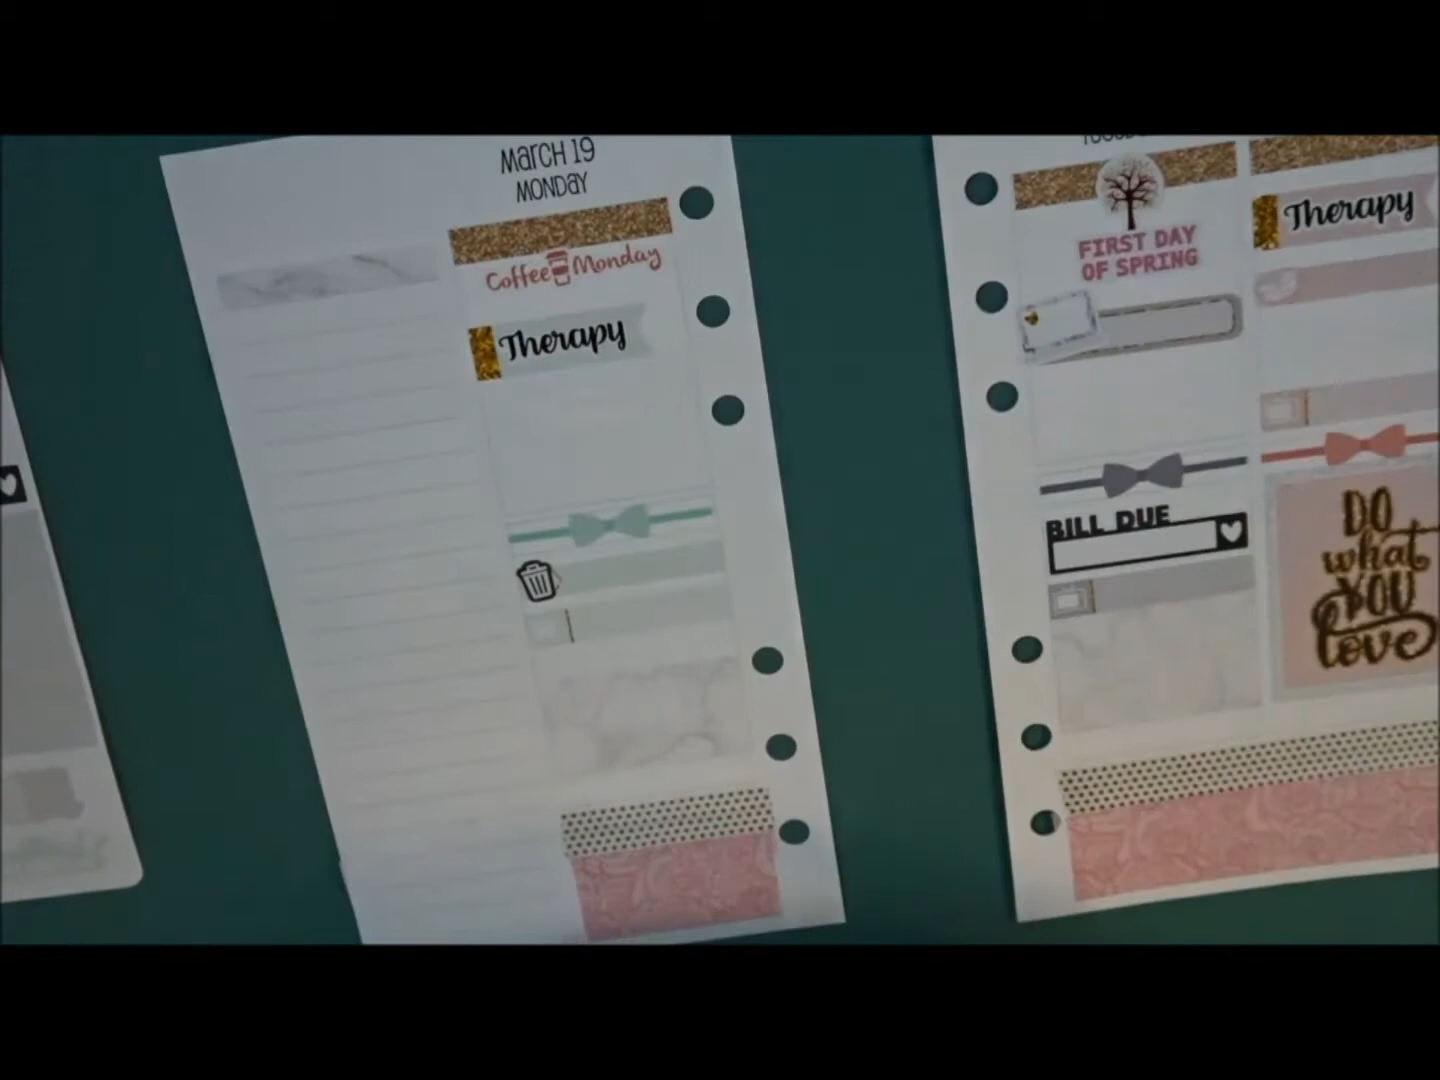 March 19
Monday
Coffee Monday
Therapy
FIRST DAY
OF SPRING
BILL DUE
Therapy
DO
what
YOU
love